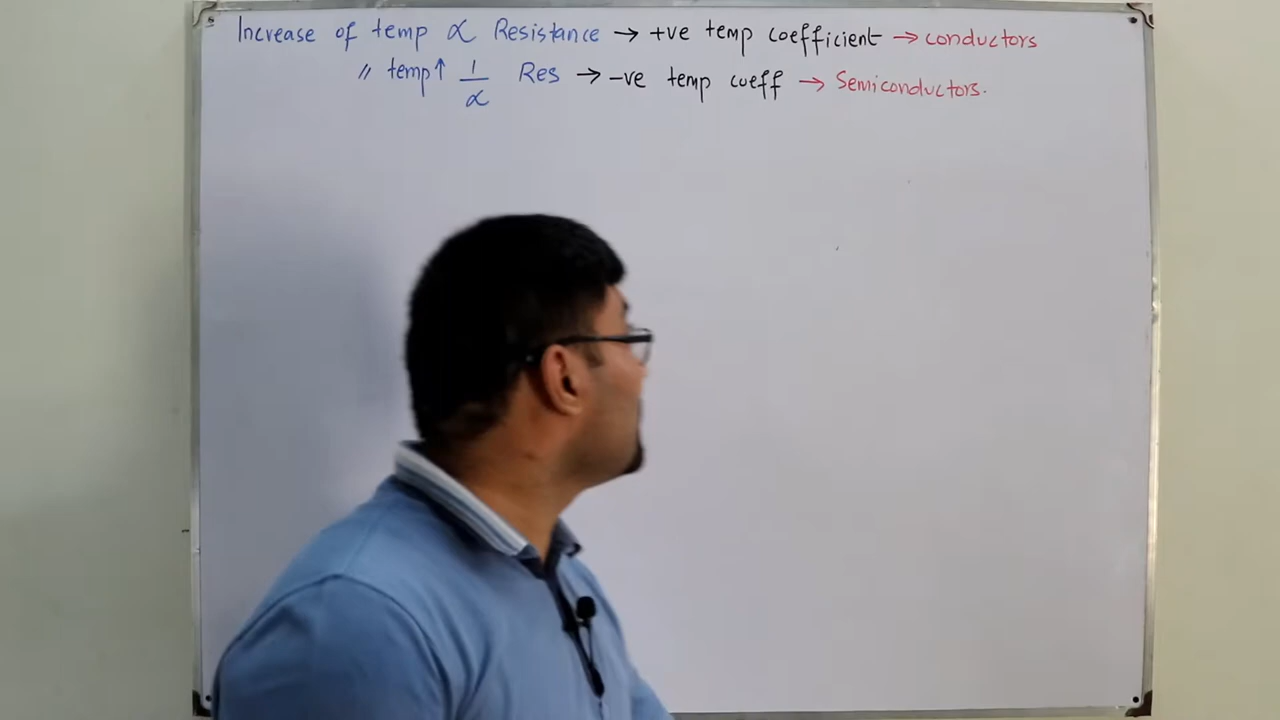 Increase of temp ∝ Resistance → +ve temp coefficient → conductors
〃 temp↑ 1/∝ Res → -ve temp coeff → Semiconductors.